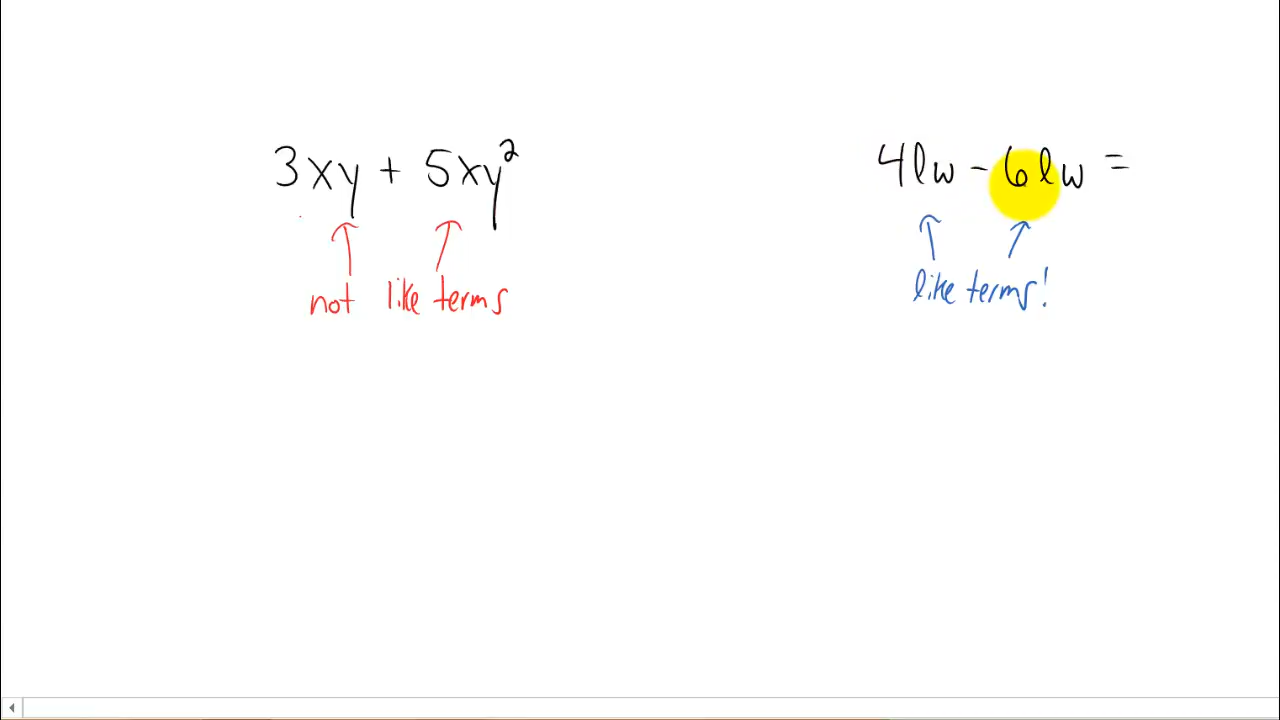 3xy + 5xy²
not like terms
4lw - 6lw =
like terms!